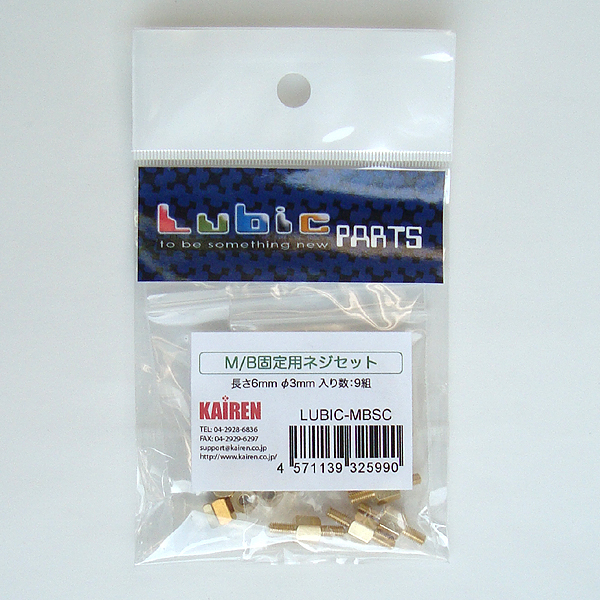 Lubic PARTS
to be something new
M/B固定用ネジセット
長さ6mm φ3mm 入り数:9組
KAIREN
LUBIC-MBSC
TEL: 04-2928-6836
FAX: 04-2929-6297
support@kairen.co.jp
http://www.kairen.co.jp/
4 571139 325990